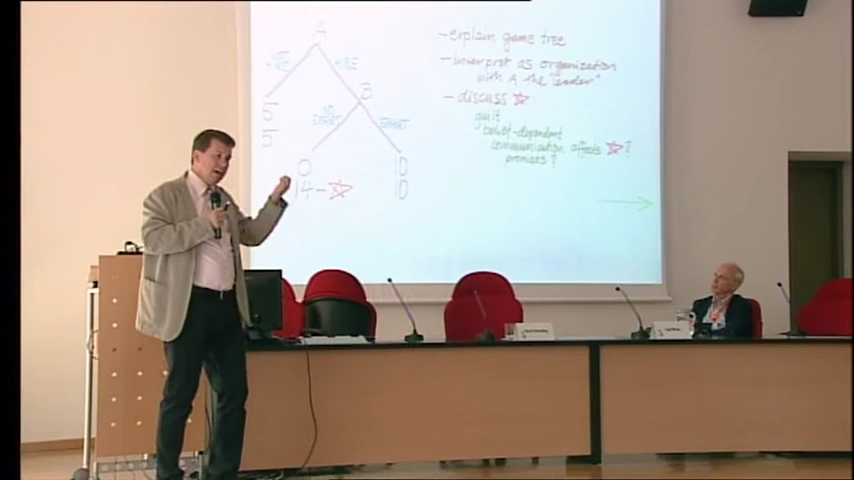 A
B
5
5
EFFORT
0
10
14 -
10
- explain game tree
- interpret as organization
with A the "leader"
- discuss
guilt
belief-dependent
communication affects ?
promises ?